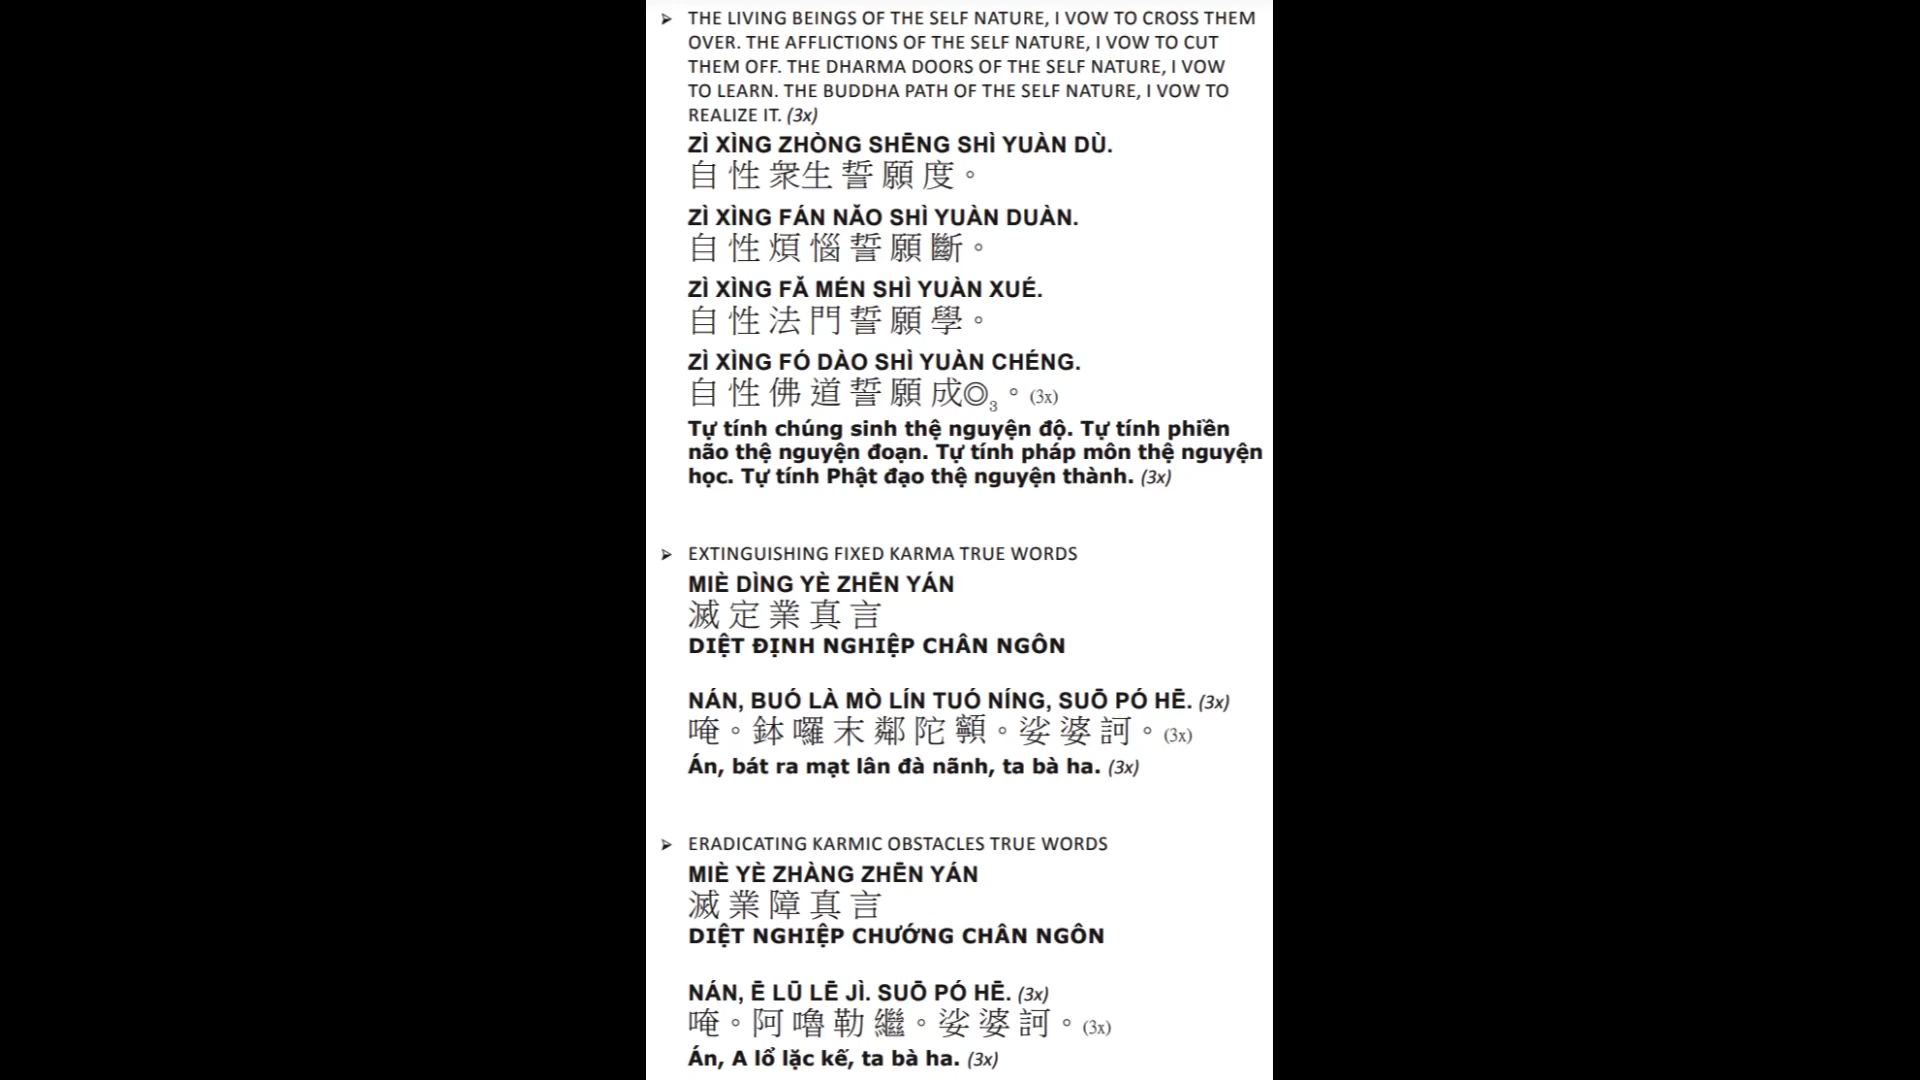 ➢ THE LIVING BEINGS OF THE SELF NATURE, I VOW TO CROSS THEM
OVER. THE AFFLICTIONS OF THE SELF NATURE, I VOW TO CUT
THEM OFF. THE DHARMA DOORS OF THE SELF NATURE, I VOW
TO LEARN. THE BUDDHA PATH OF THE SELF NATURE, I VOW TO
REALIZE IT. (3x)
ZÌ XÌNG ZHÒNG SHĒNG SHÌ YUÀN DÙ.
自性衆生誓願度。
ZÌ XÌNG FÁN NǍO SHÌ YUÀN DUÀN.
自性煩惱誓願斷。
ZÌ XÌNG FǍ MÉN SHÌ YUÀN XUÉ.
自性法門誓願學。
ZÌ XÌNG FÓ DÀO SHÌ YUÀN CHÉNG.
自性佛道誓願成◎3。(3x)
Tự tính chúng sinh thệ nguyện độ. Tự tính phiền
não thệ nguyện đoạn. Tự tính pháp môn thệ nguyện
học. Tự tính Phật đạo thệ nguyện thành. (3x)
➢ EXTINGUISHING FIXED KARMA TRUE WORDS
MIÈ DÌNG YÈ ZHĒN YÁN
滅定業真言
DIỆT ĐỊNH NGHIỆP CHÂN NGÔN
NÁN, BUÓ LÀ MÒ LÍN TUÓ NÍNG, SUŌ PÓ HĒ. (3x)
唵。鉢囉末鄰陀顐。娑婆訶。(3x)
Án, bát ra mạt lân đà nãnh, ta bà ha. (3x)
➢ ERADICATING KARMIC OBSTACLES TRUE WORDS
MIÈ YÈ ZHÀNG ZHĒN YÁN
滅業障真言
DIỆT NGHIỆP CHƯỚNG CHÂN NGÔN
NÁN, Ē LŪ LĒ JÌ. SUŌ PÓ HĒ. (3x)
唵。阿嚕勒繼。娑婆訶。(3x)
Án, A lổ lặc kế, ta bà ha. (3x)